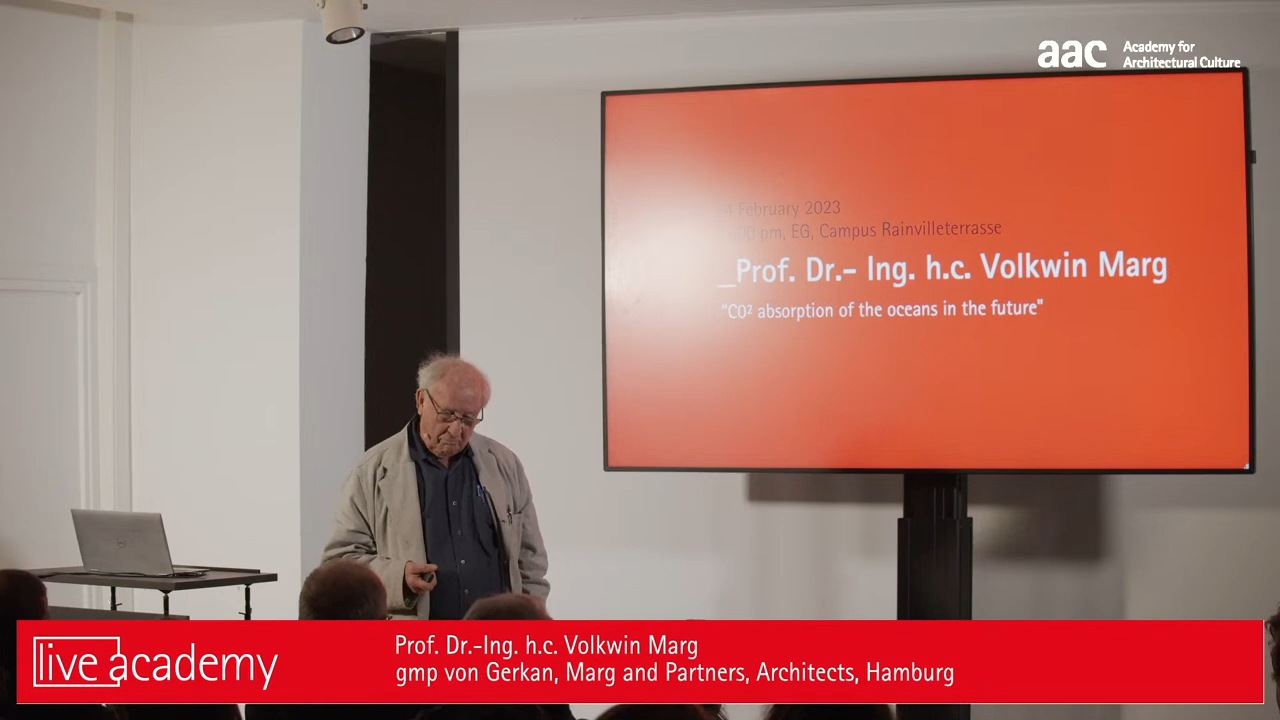 aac
Academy for
Architectural Culture
February 2023
pm, EG, Campus Rainvilleterrasse
_Prof. Dr.- Ing. h.c. Volkwin Marg
"CO² absorption of the oceans in the future"
live academy
Prof. Dr.-Ing. h.c. Volkwin Marg
gmp von Gerkan, Marg and Partners, Architects, Hamburg